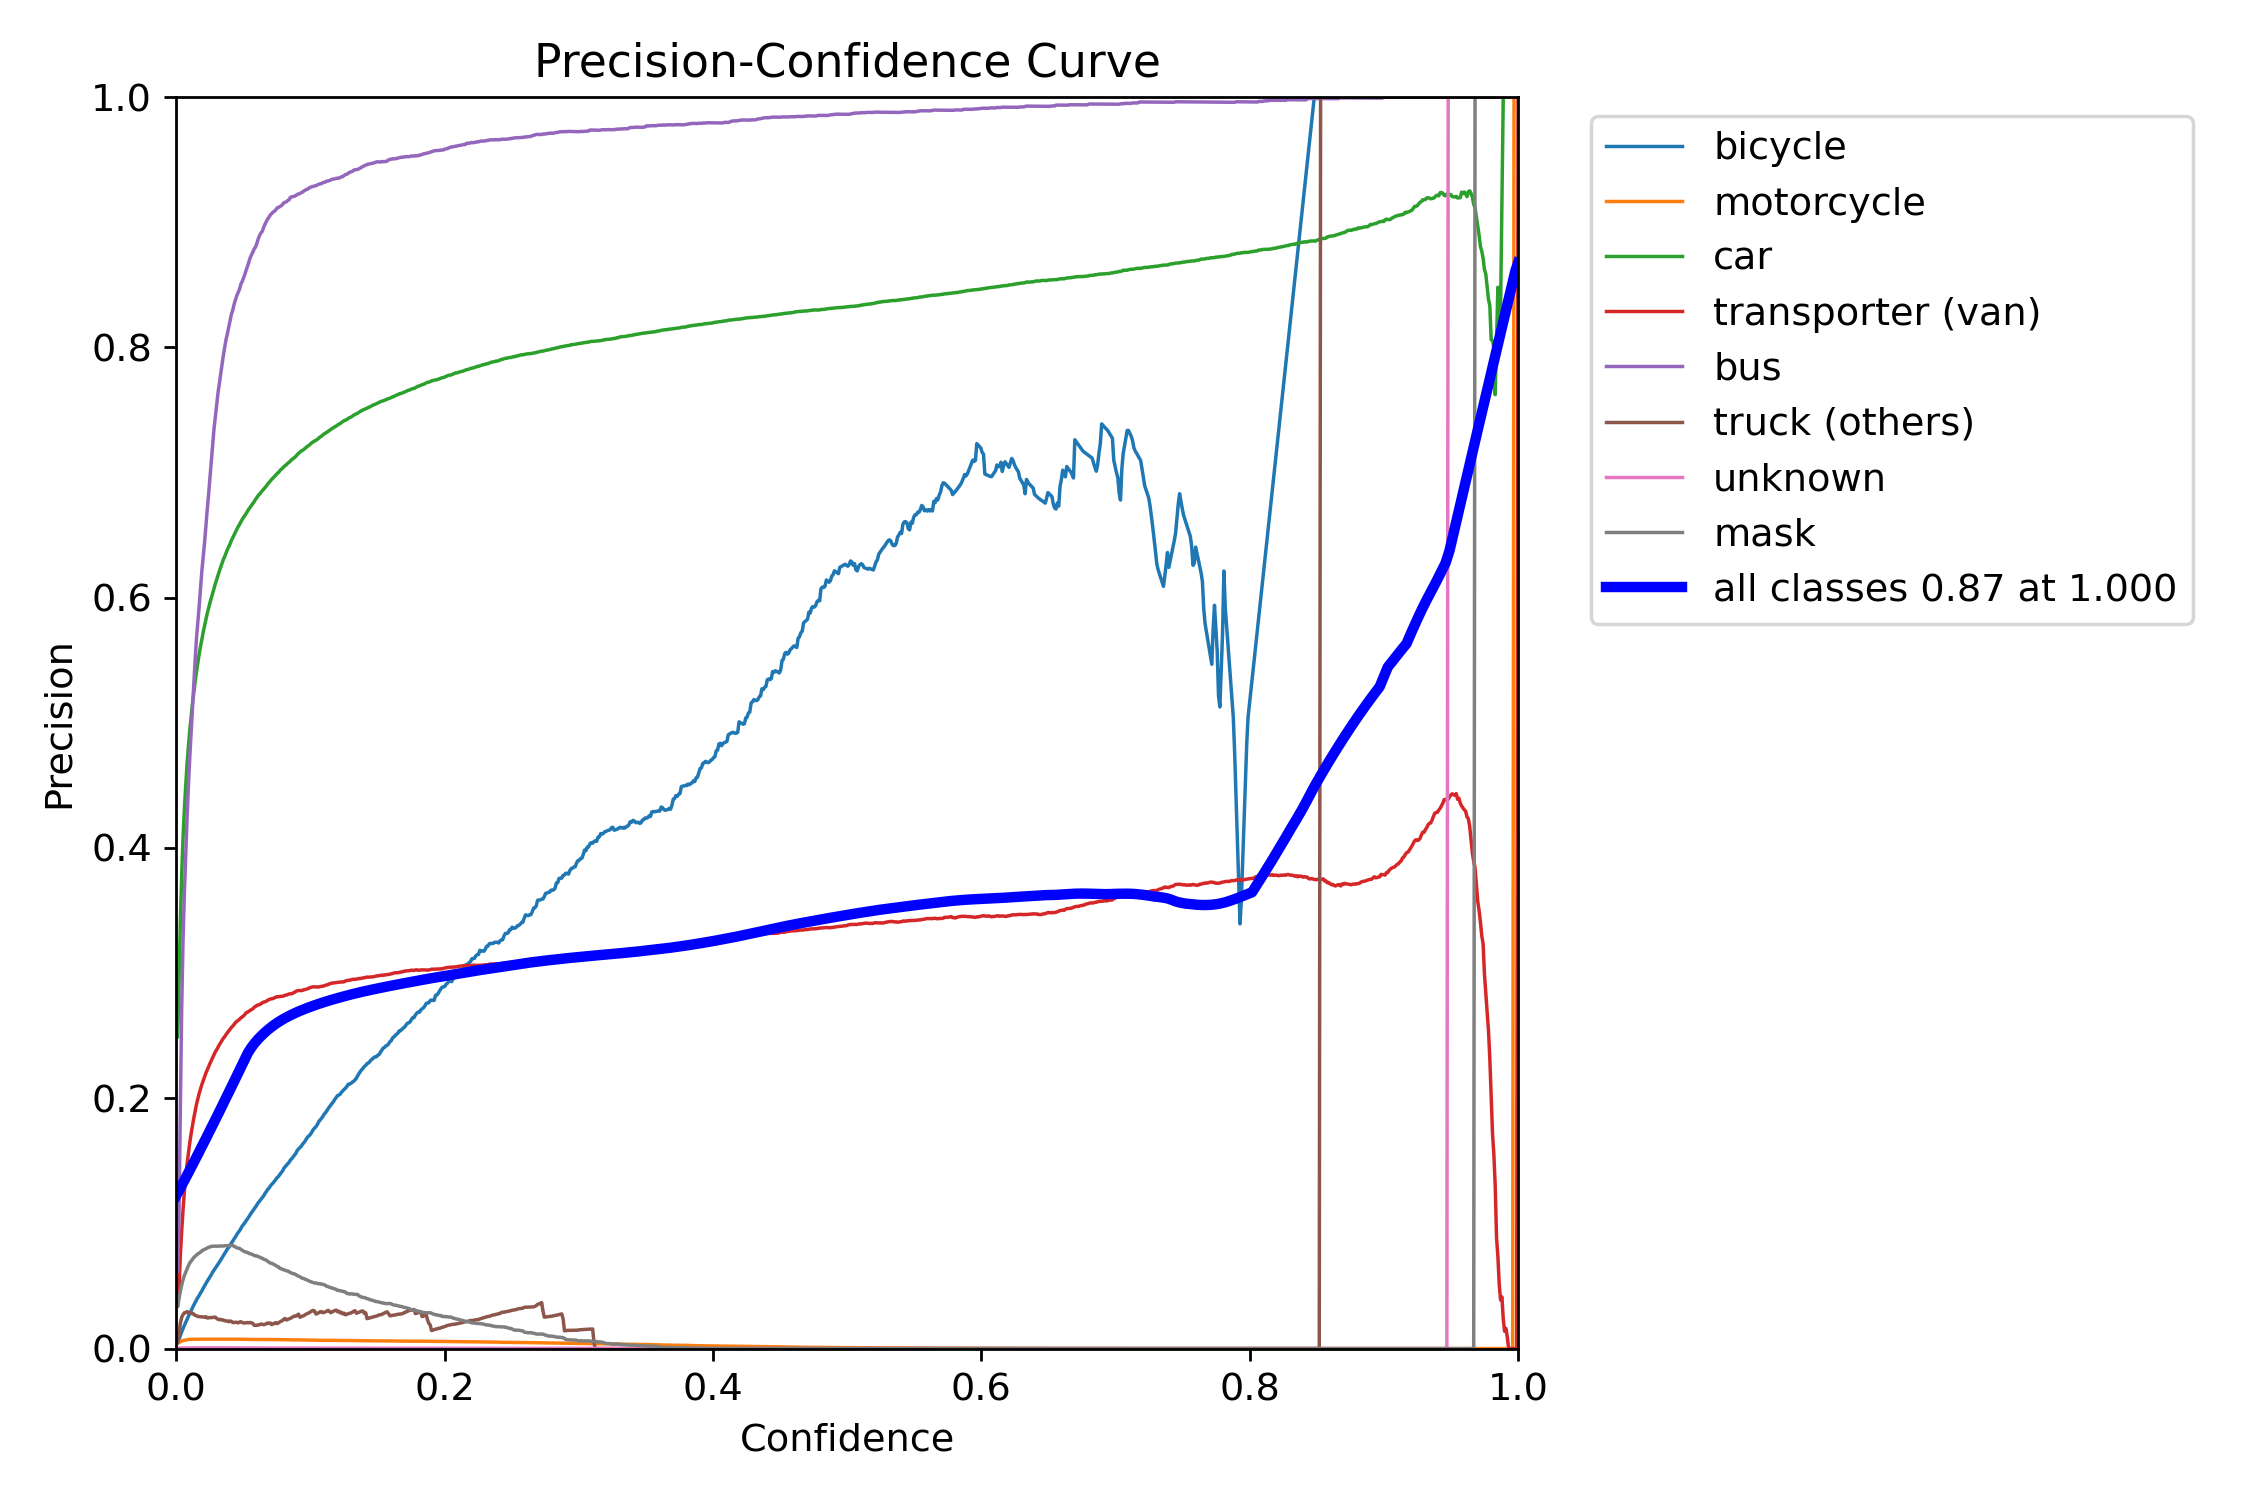 Precision-Confidence Curve
1.0
0.8
0.6
0.4
0.2
0.0
Precision
0.0 0.2 0.4 0.6 0.8 1.0
Confidence
bicycle
motorcycle
car
transporter (van)
bus
truck (others)
unknown
mask
all classes 0.87 at 1.000